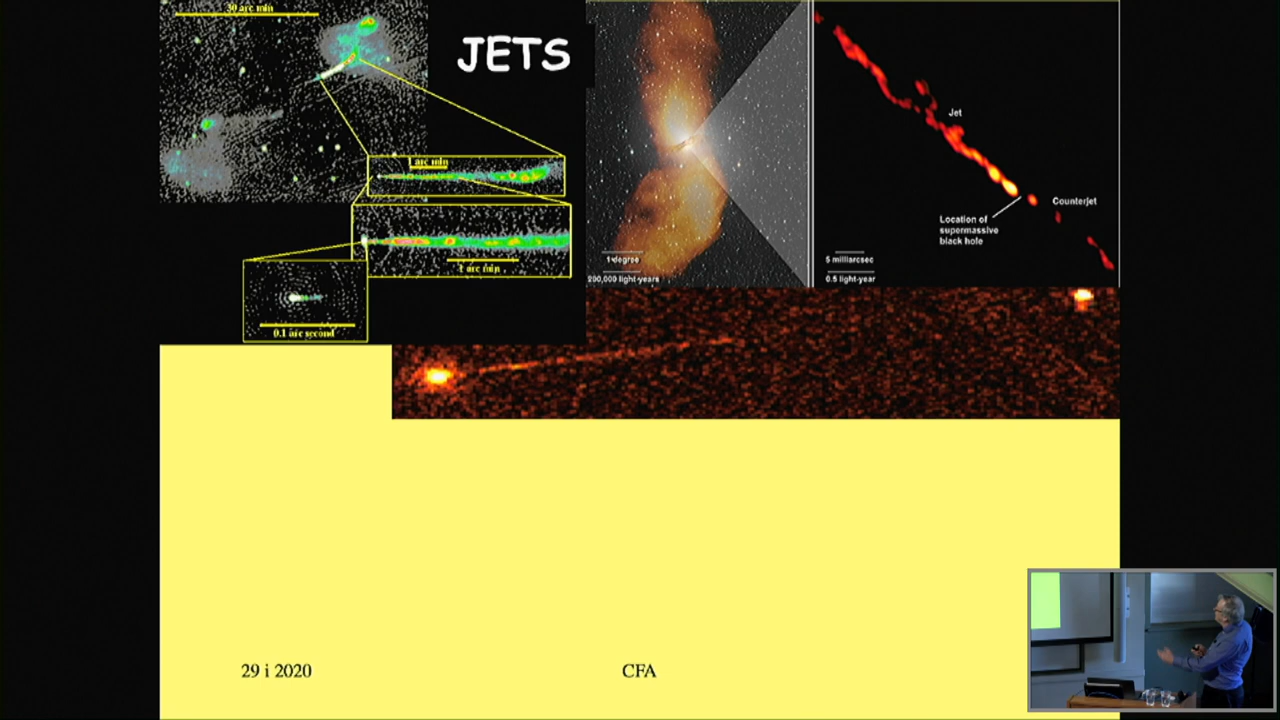 30 arc min
JETS
1 arc min
1 arc min
0.1 arc second
1 degree
200,000 light-years
Jet
Counterjet
Location of
supermassive
black hole
5 milliarcsec
0.5 light-year
29 i 2020
CFA